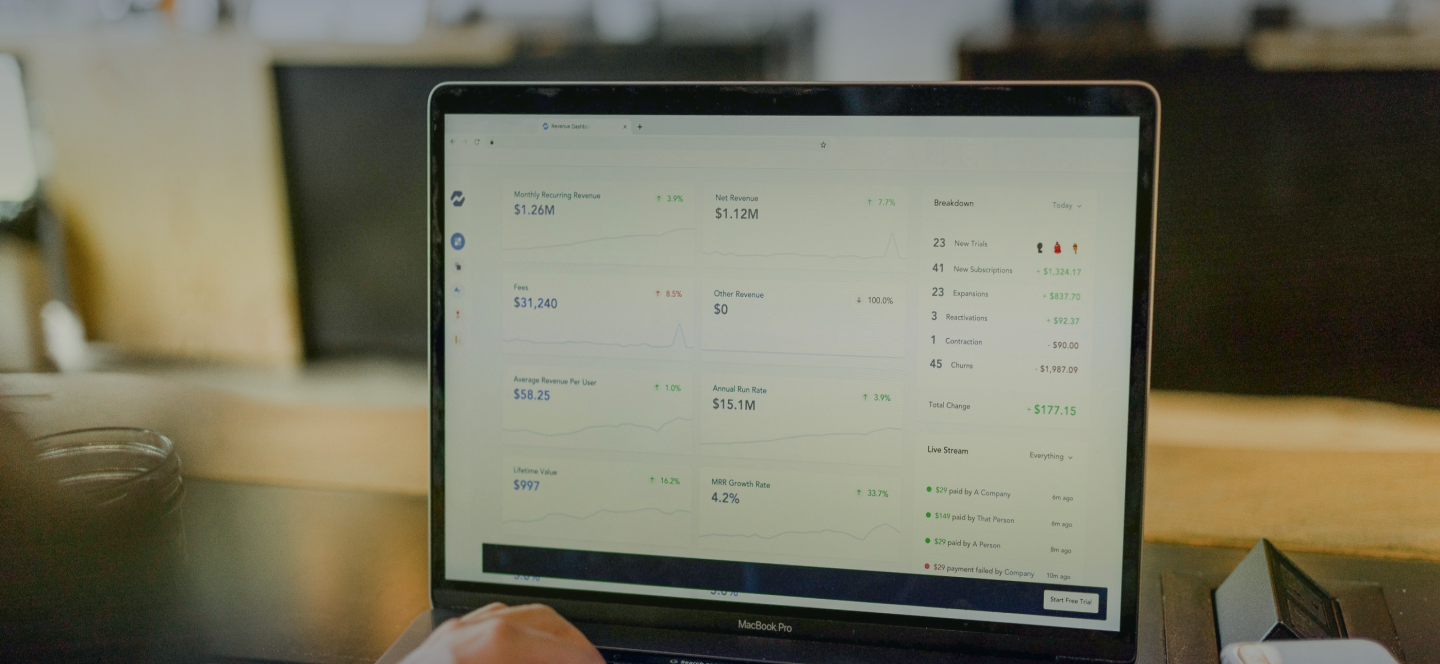 Revenue Dashbo
Monthly Recurring Revenue
↑ 3.9%
$1.26M
Net Revenue
↑ 7.7%
$1.12M
Fees
↑ 8.5%
$31,240
Other Revenue
↓ 100.0%
$0
Average Revenue Per User
↑ 1.0%
$58.25
Annual Run Rate
↑ 3.9%
$15.1M
Lifetime Value
↑ 16.2%
$997
MRR Growth Rate
↑ 33.7%
4.2%
Breakdown
Today
23 New Trials
41 New Subscriptions + $1,324.17
23 Expansions + $837.70
3 Reactivations + $92.37
1 Contraction - $90.00
45 Churns - $1,987.09
Total Change + $177.15
Live Stream
Everything
$29 paid by A Company 6m ago
$149 paid by That Person 6m ago
$29 paid by A Person 8m ago
$29 payment failed by Company 10m ago
Start Free Trial
MacBook Pro